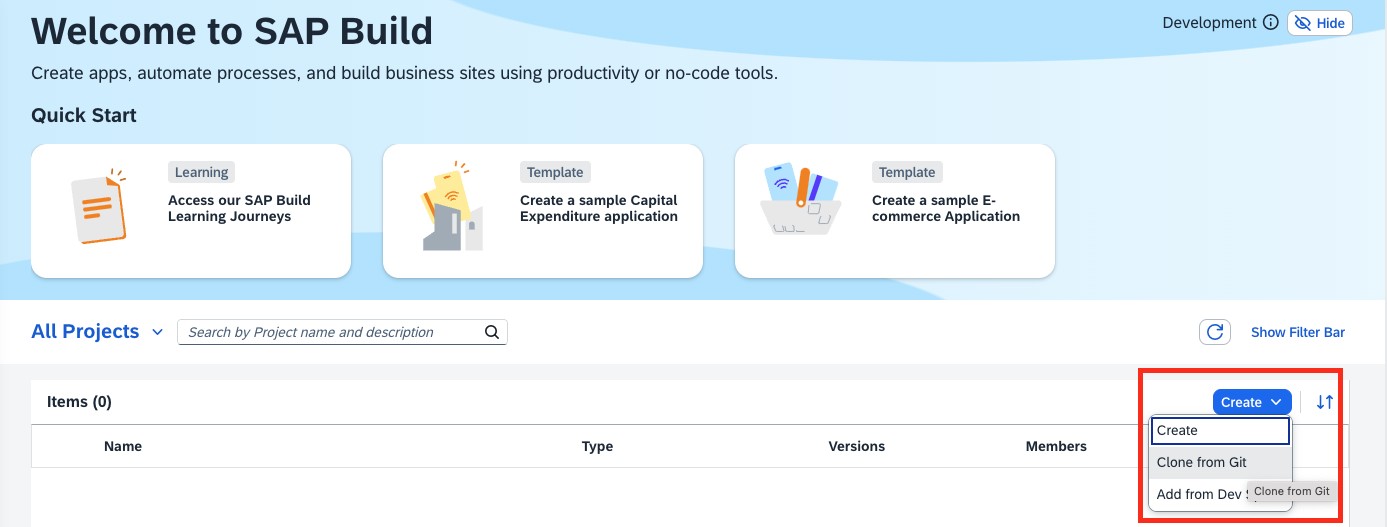 Welcome to SAP Build
Development
Hide
Create apps, automate processes, and build business sites using productivity or no-code tools.
Quick Start
Learning
Access our SAP Build
Learning Journeys
Template
Create a sample Capital
Expenditure application
Template
Create a sample E-
commerce Application
All Projects
Search by Project name and description
Show Filter Bar
Items (0)
Create
Name Type Versions Members
Create
Clone from Git
Add from Dev
Clone from Git